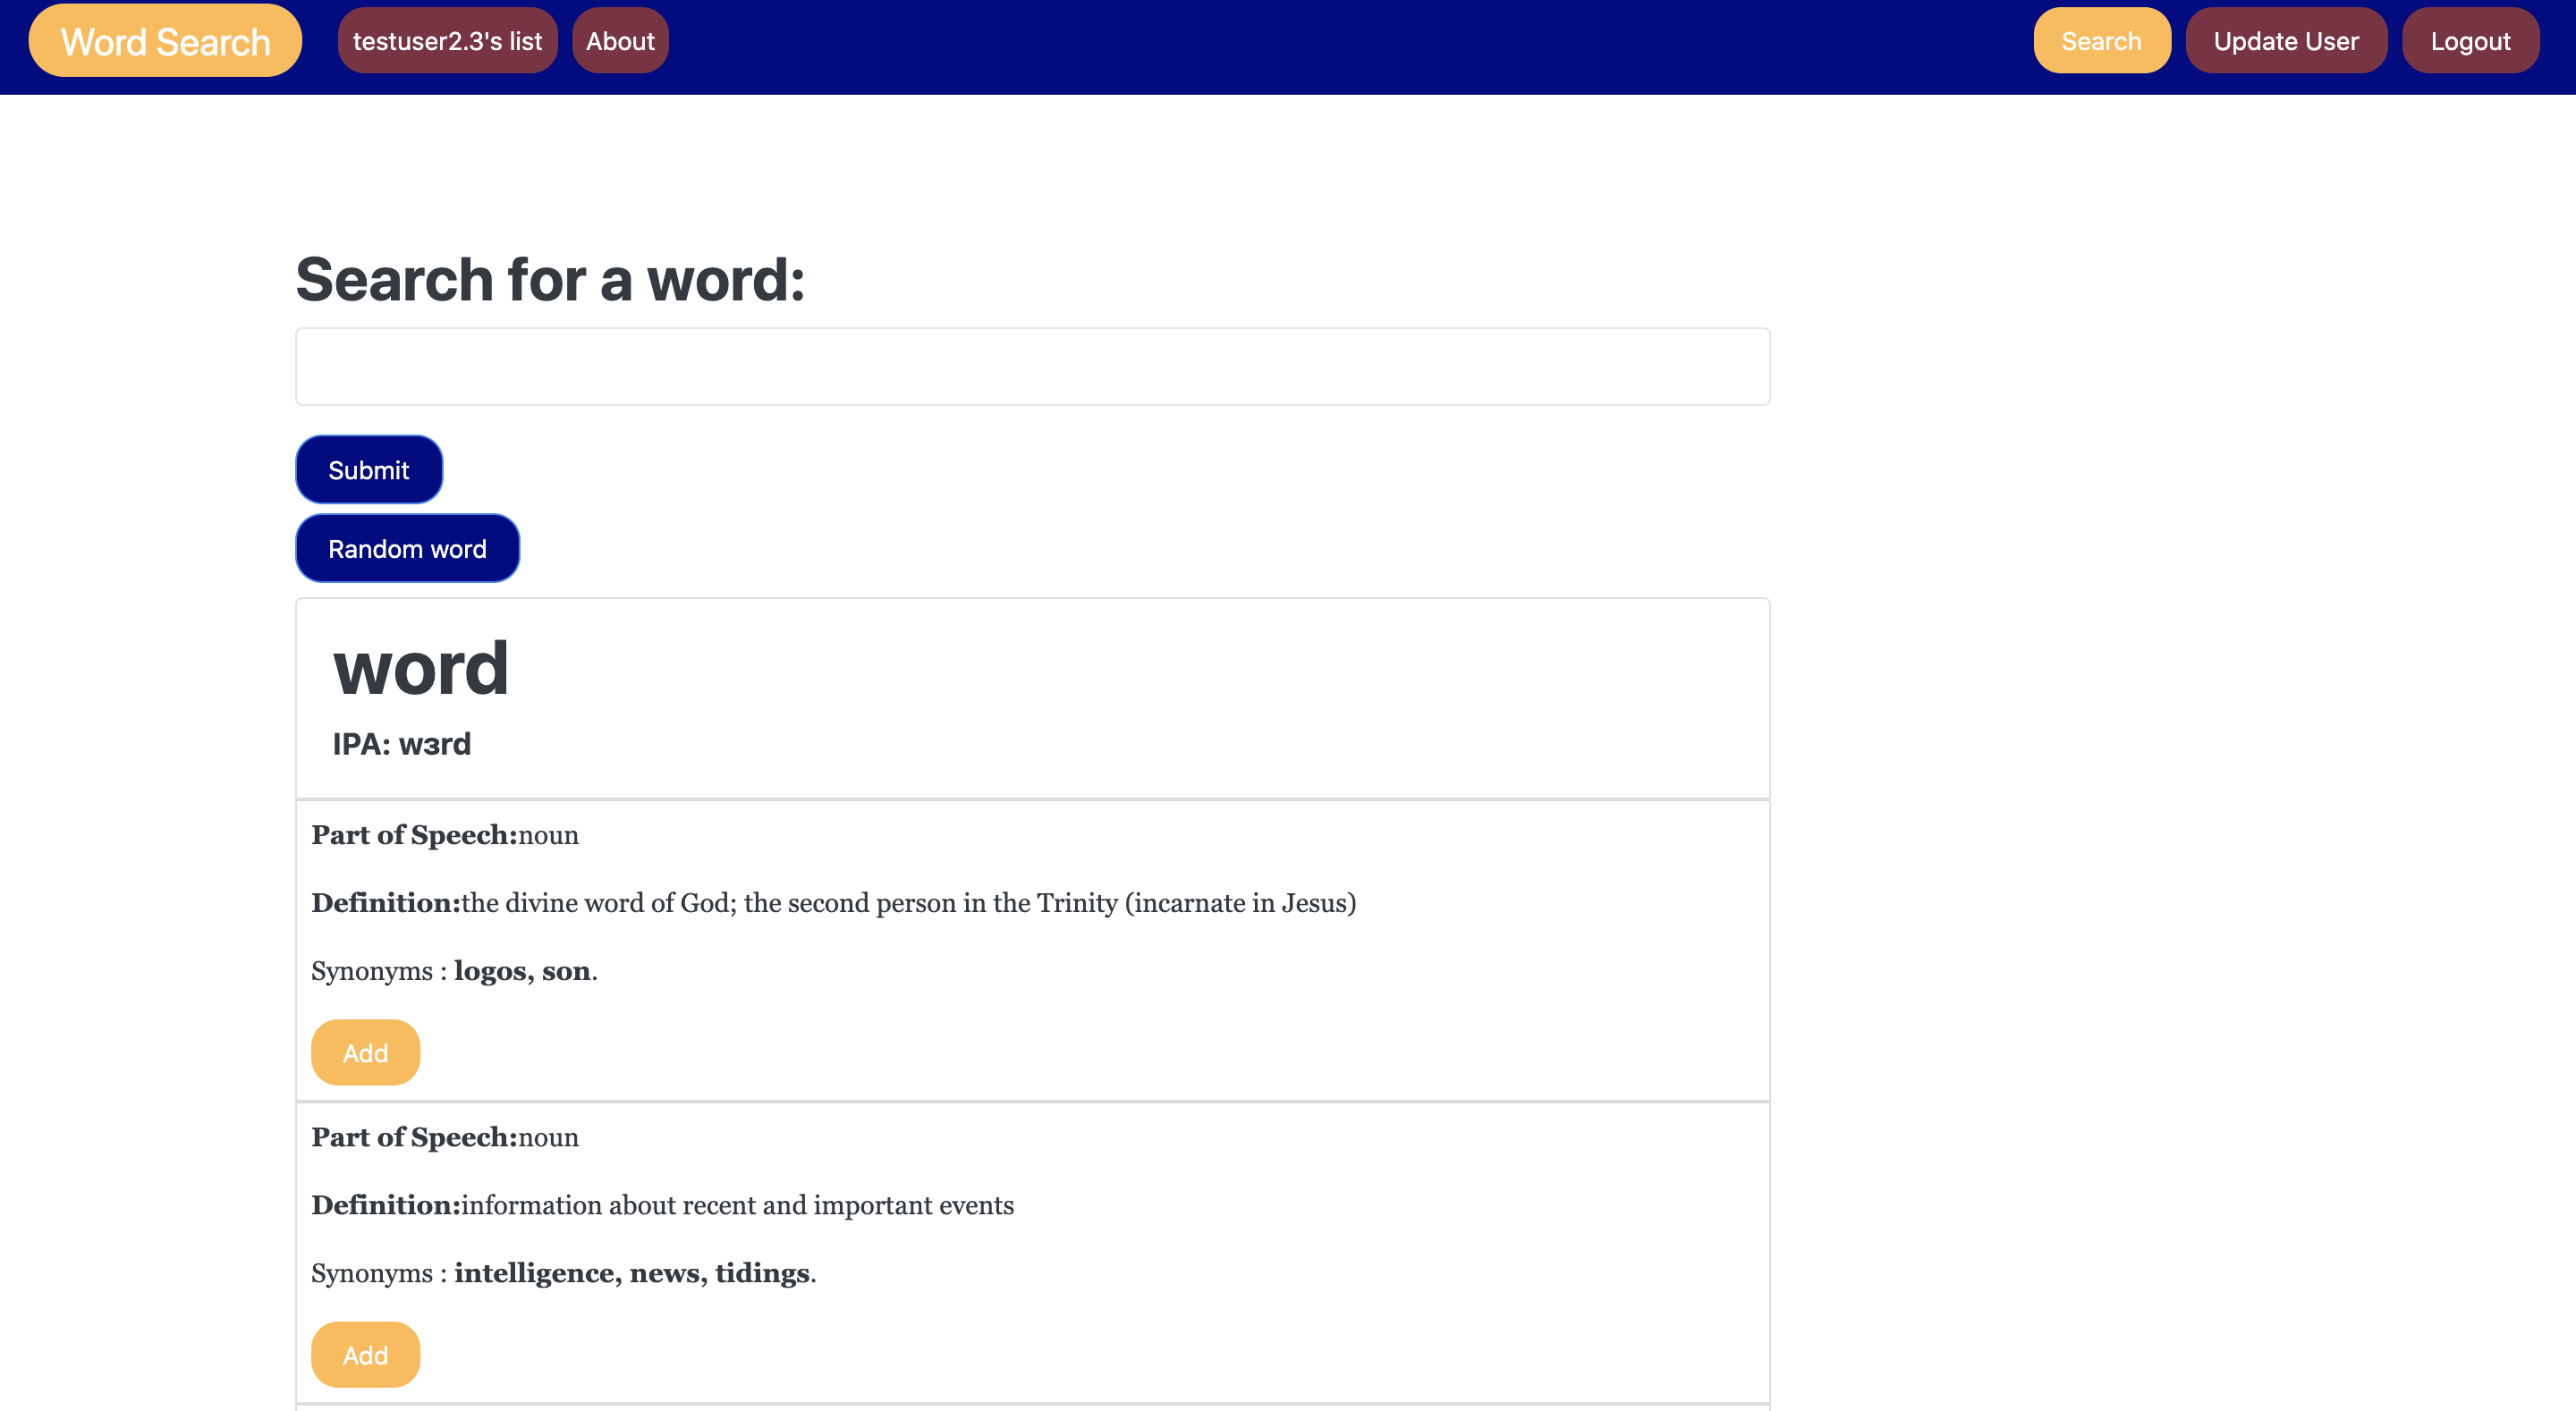 Word Search testuser2.3's list About Search Update User Logout
Search for a word:
Submit
Random word
word
IPA: wɜrd
Part of Speech:noun
Definition:the divine word of God; the second person in the Trinity (incarnate in Jesus)
Synonyms : logos, son.
Add
Part of Speech:noun
Definition:information about recent and important events
Synonyms : intelligence, news, tidings.
Add